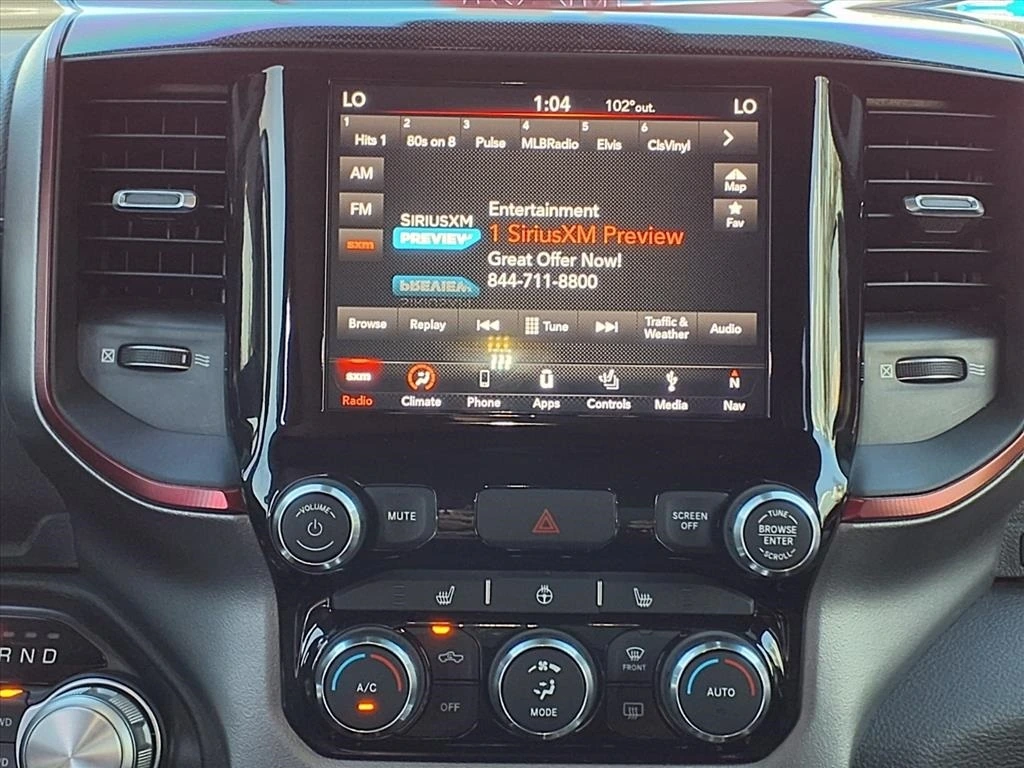 LO 1:04 102°out. LO
1 Hits 1 2 80s on 8 3 Pulse 4 MLBRadio 5 Elvis 6 ClsVinyl
AM
Map
FM
Fav
sxm
SIRIUSXM
PREVIEW
Entertainment
1 SiriusXM Preview
Great Offer Now!
844-711-8800
Browse Replay Tune Traffic &
Weather Audio
sxm N
Radio Climate Phone Apps Controls Media Nav
VOLUME
MUTE
SCREEN
OFF
TUNE
BROWSE
ENTER
SCROLL
A/C
OFF
MODE
FRONT
AUTO
RND
WD